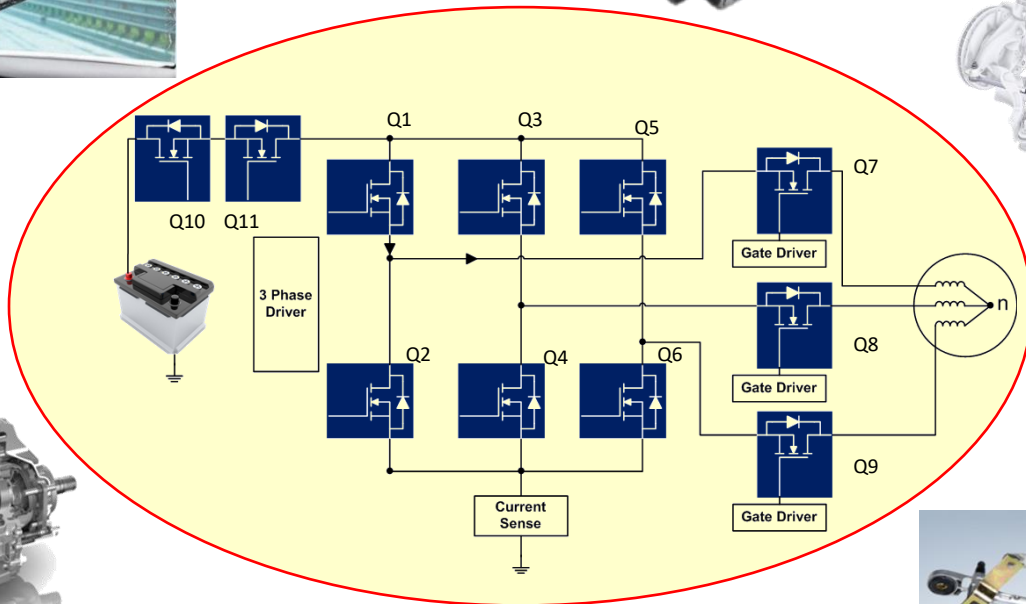 Q1
Q3
Q5
Q7
Q10
Q11
Gate Driver
3 Phase
Driver
n
Q8
Q2
Q4
Q6
Gate Driver
Q9
Current
Sense
Gate Driver